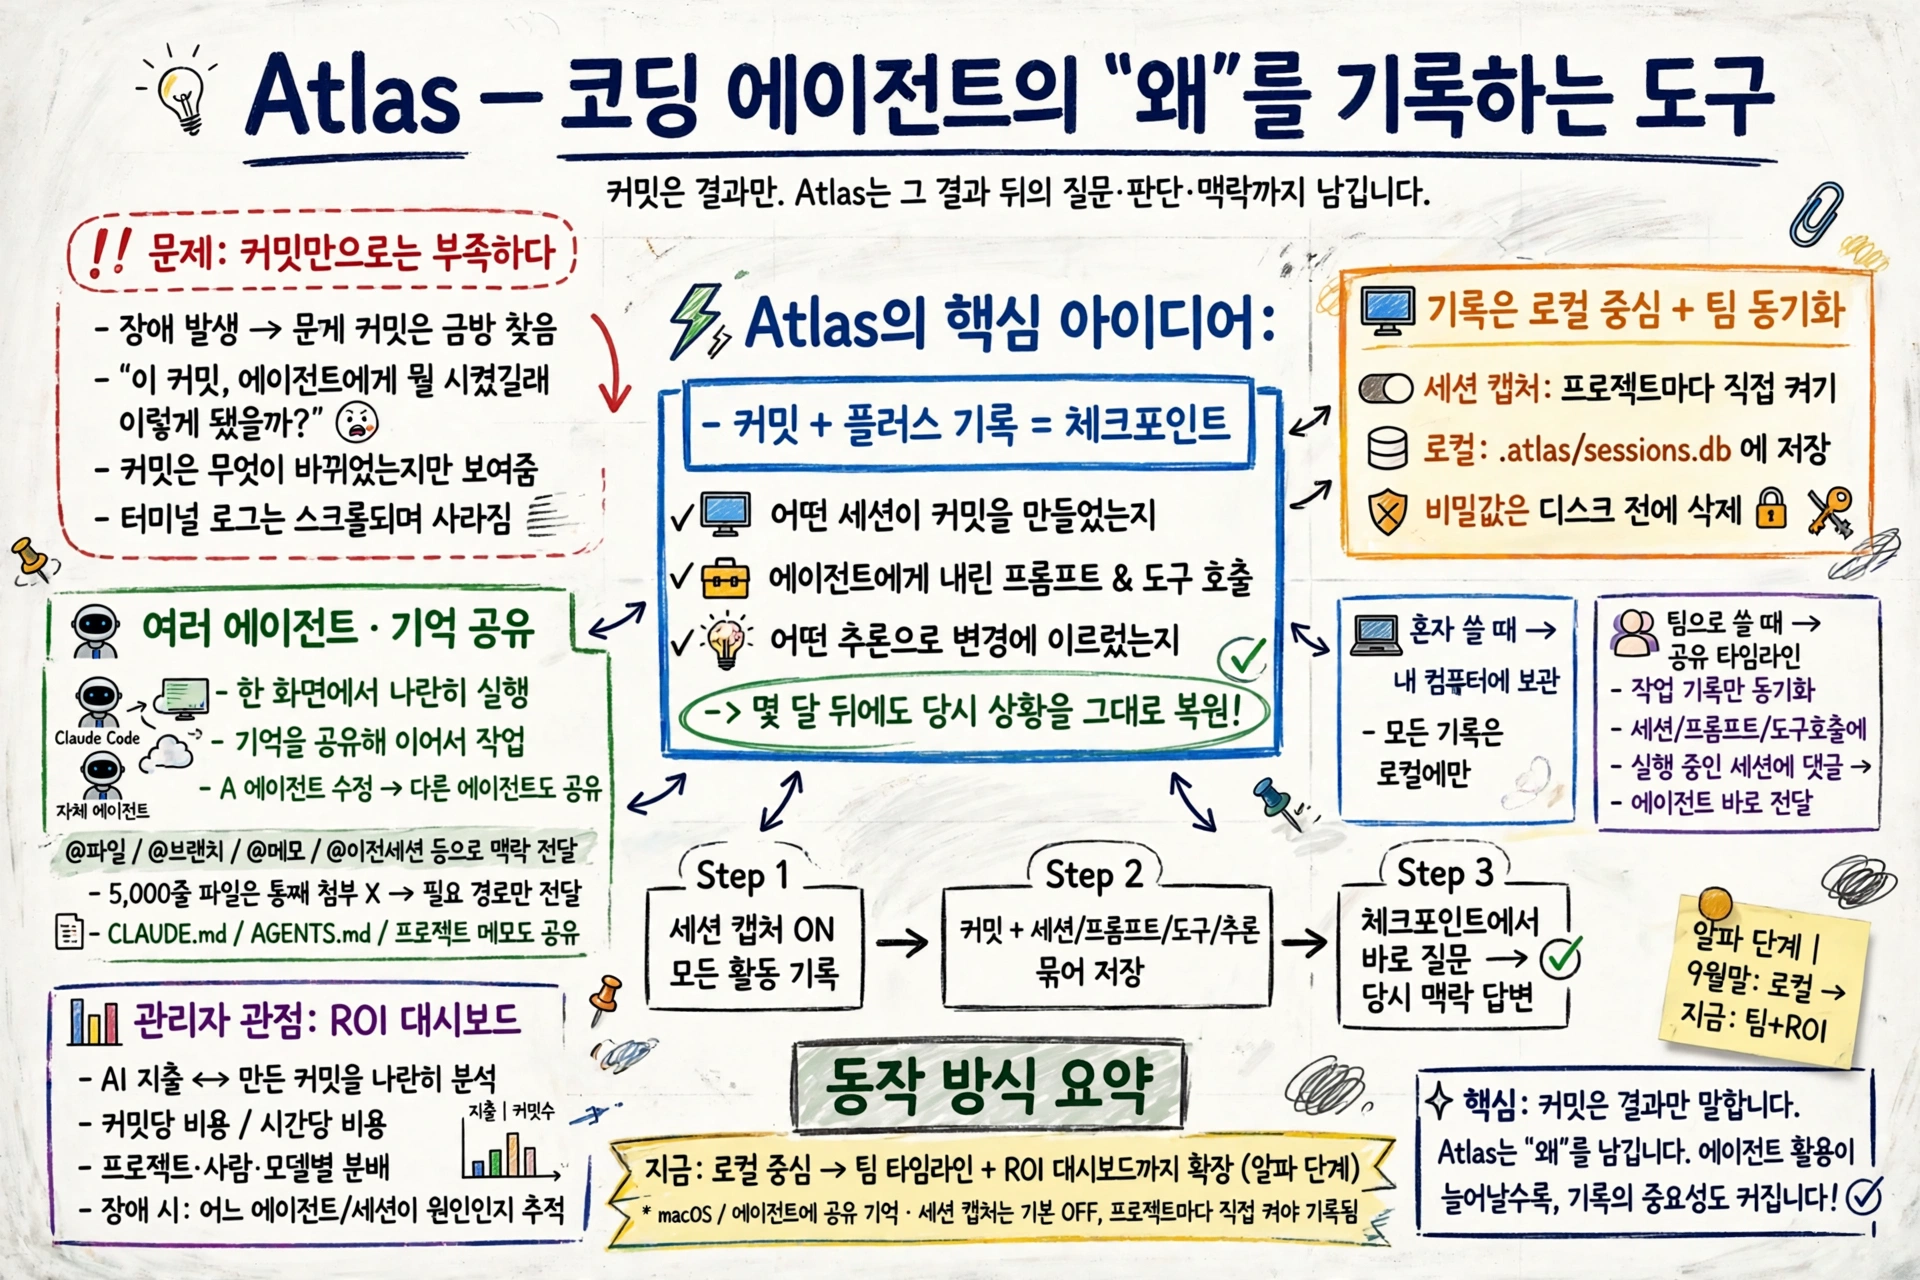 Atlas – 코딩 에이전트의 “왜”를 기록하는 도구
커밋은 결과만. Atlas는 그 결과 뒤의 질문·판단·맥락까지 남깁니다.
!! 문제: 커밋만으로는 부족하다
- 장애 발생 → 문게 커밋은 금방 찾음
- “이 커밋, 에이전트에게 뭘 시켰길래
이렇게 됐을까?”
- 커밋은 무엇이 바뀌었는지만 보여줌
- 터미널 로그는 스크롤되며 사라짐
여러 에이전트 · 기억 공유
- 한 화면에서 나란히 실행
Claude Code
- 기억을 공유해 이어서 작업
- A 에이전트 수정 → 다른 에이전트도 공유
자체 에이전트
@파일 / @브랜치 / @메모 / @이전세션 등으로 맥락 전달
- 5,000줄 파일은 통째 첨부 X → 필요 경로만 전달
- CLAUDE.md / AGENTS.md / 프로젝트 메모도 공유
관리자 관점: ROI 대시보드
- AI 지출 ↔ 만든 커밋을 나란히 분석
- 커밋당 비용 / 시간당 비용
지출 | 커밋수
- 프로젝트·사람·모델별 분배
- 장애 시: 어느 에이전트/세션이 원인인지 추적
Atlas의 핵심 아이디어:
- 커밋 + 플러스 기록 = 체크포인트
✓ 어떤 세션이 커밋을 만들었는지
✓ 에이전트에게 내린 프롬프트 & 도구 호출
✓ 어떤 추론으로 변경에 이르렀는지
-> 몇 달 뒤에도 당시 상황을 그대로 복원!
기록은 로컬 중심 + 팀 동기화
세션 캡처: 프로젝트마다 직접 켜기
로컬: .atlas/sessions.db 에 저장
비밀값은 디스크 전에 삭제
혼자 쓸 때 →
내 컴퓨터에 보관
- 모든 기록은
로컬에만
팀으로 쓸 때 →
공유 타임라인
- 작업 기록만 동기화
- 세션/프롬프트/도구호출에
- 실행 중인 세션에 댓글 →
- 에이전트 바로 전달
Step 1
세션 캡처 ON
모든 활동 기록
Step 2
커밋 + 세션/프롬프트/도구/추론
묶어 저장
Step 3
체크포인트에서
바로 질문 →
당시 맥락 답변
알파 단계 |
9월말: 로컬 →
지금: 팀+ROI
동작 방식 요약
지금: 로컬 중심 → 팀 타임라인 + ROI 대시보드까지 확장 (알파 단계)
* macOS / 에이전트에 공유 기억 · 세션 캡처는 기본 OFF, 프로젝트마다 직접 켜야 기록됨
핵심: 커밋은 결과만 말합니다.
Atlas는 “왜”를 남깁니다. 에이전트 활용이
늘어날수록, 기록의 중요성도 커집니다!